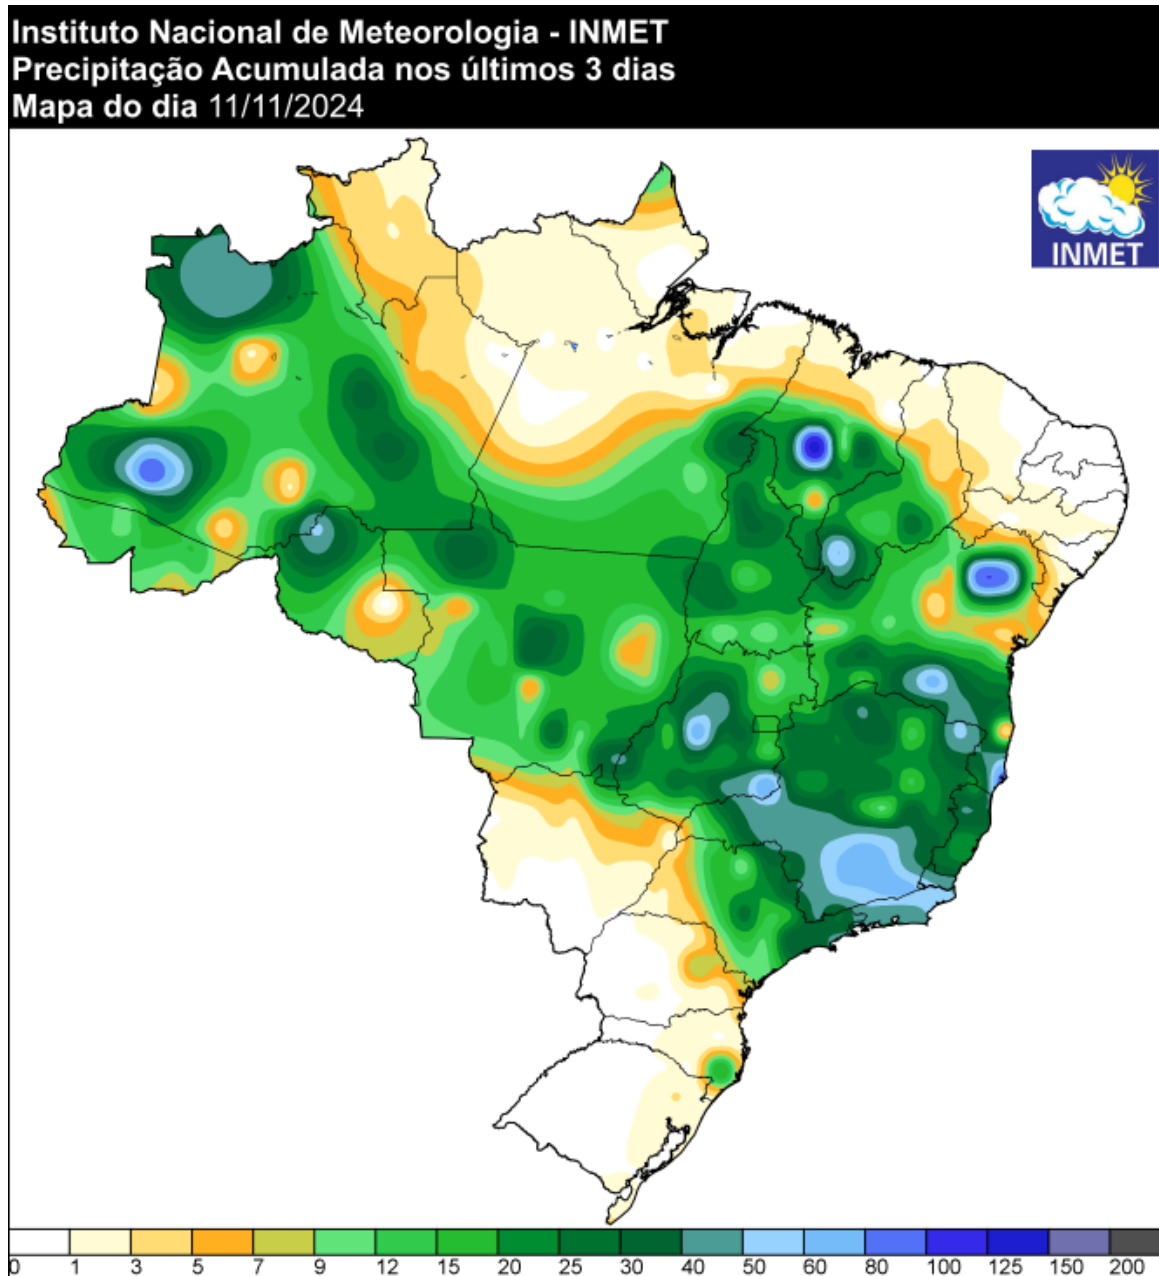 Instituto Nacional de Meteorologia - INMET
Precipitação Acumulada nos últimos 3 dias
Mapa do dia 11/11/2024
INMET
0 1 3 5 7 9 12 15 20 25 30 40 50 60 80 100 125 150 200